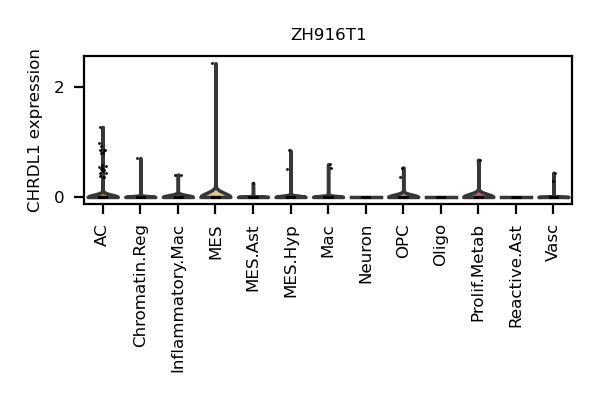 ZH916T1
CHRDL1 expression
2
0
AC
Chromatin.Reg
Inflammatory.Mac
MES
MES.Ast
MES.Hyp
Mac
Neuron
OPC
Oligo
Prolif.Metab
Reactive.Ast
Vasc